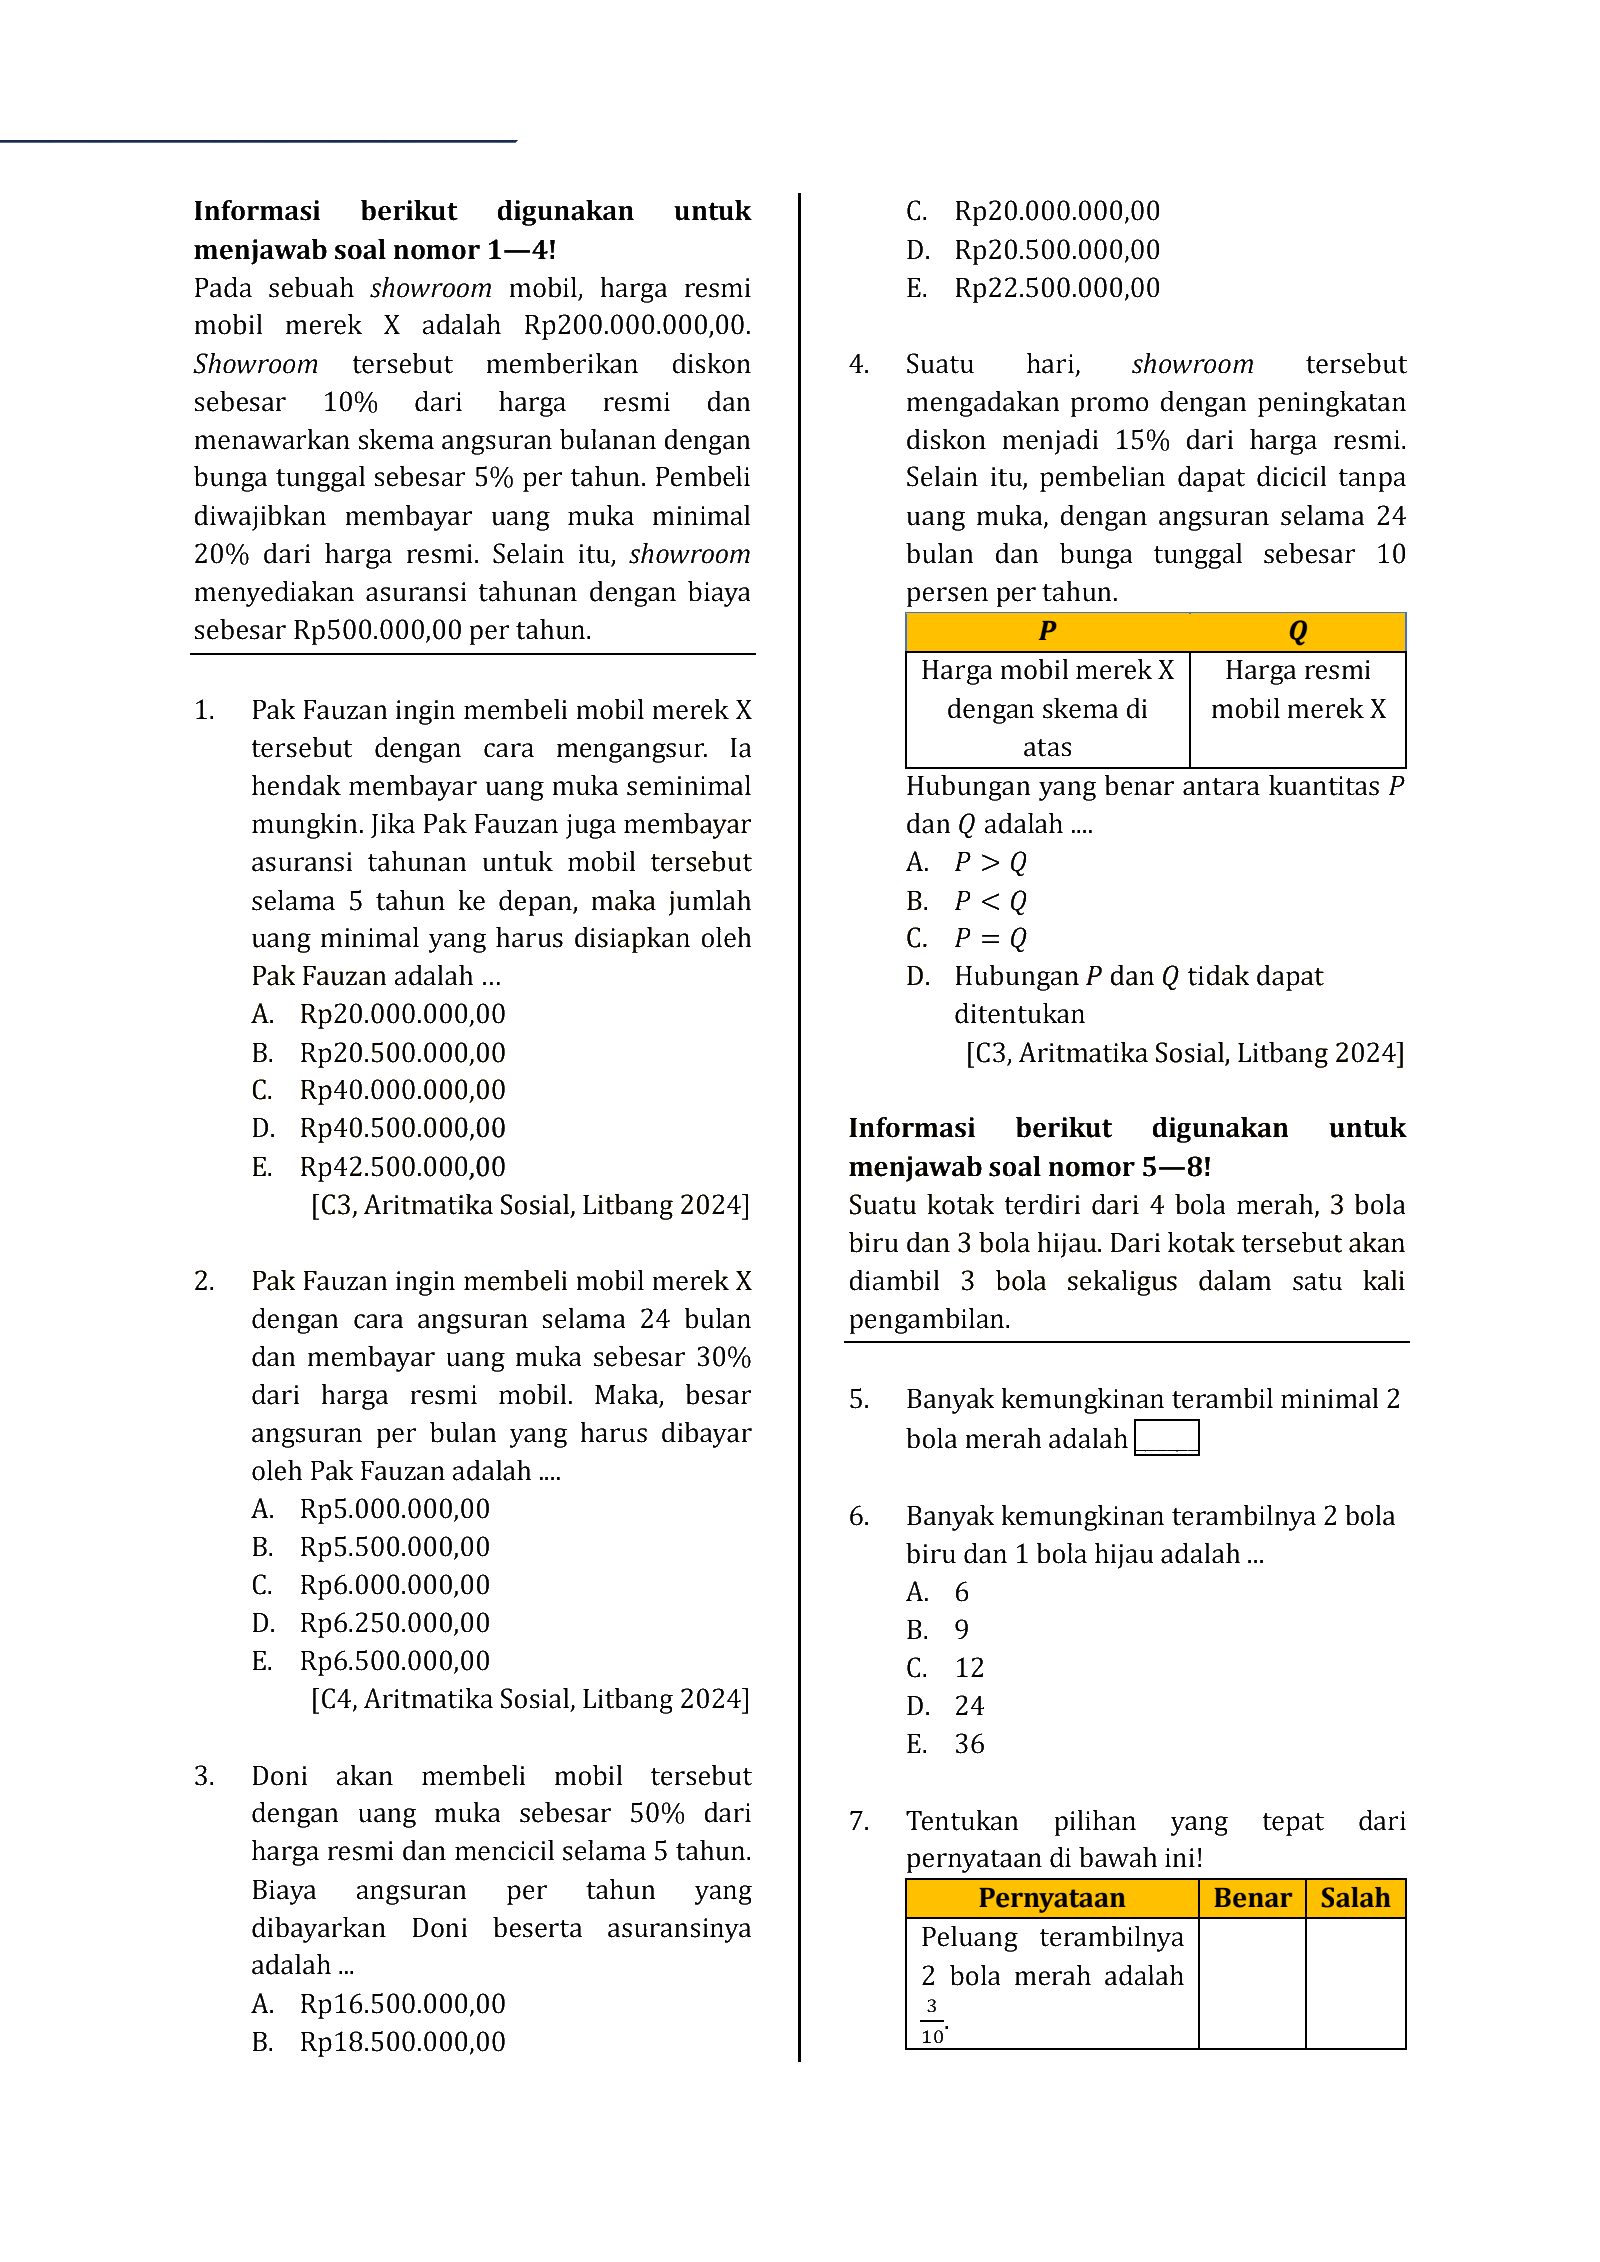 Informasi berikut digunakan untuk
menjawab soal nomor 1—4!
Pada sebuah showroom mobil, harga resmi
mobil merek X adalah Rp200.000.000,00.
Showroom tersebut memberikan diskon
sebesar 10% dari harga resmi dan
menawarkan skema angsuran bulanan dengan
bunga tunggal sebesar 5% per tahun. Pembeli
diwajibkan membayar uang muka minimal
20% dari harga resmi. Selain itu, showroom
menyediakan asuransi tahunan dengan biaya
sebesar Rp500.000,00 per tahun.
1. Pak Fauzan ingin membeli mobil merek X
tersebut dengan cara mengangsur. Ia
hendak membayar uang muka seminimal
mungkin. Jika Pak Fauzan juga membayar
asuransi tahunan untuk mobil tersebut
selama 5 tahun ke depan, maka jumlah
uang minimal yang harus disiapkan oleh
Pak Fauzan adalah ...
A. Rp20.000.000,00
B. Rp20.500.000,00
C. Rp40.000.000,00
D. Rp40.500.000,00
E. Rp42.500.000,00
[C3, Aritmatika Sosial, Litbang 2024]
2. Pak Fauzan ingin membeli mobil merek X
dengan cara angsuran selama 24 bulan
dan membayar uang muka sebesar 30%
dari harga resmi mobil. Maka, besar
angsuran per bulan yang harus dibayar
oleh Pak Fauzan adalah ....
A. Rp5.000.000,00
B. Rp5.500.000,00
C. Rp6.000.000,00
D. Rp6.250.000,00
E. Rp6.500.000,00
[C4, Aritmatika Sosial, Litbang 2024]
3. Doni akan membeli mobil tersebut
dengan uang muka sebesar 50% dari
harga resmi dan mencicil selama 5 tahun.
Biaya angsuran per tahun yang
dibayarkan Doni beserta asuransinya
adalah ...
A. Rp16.500.000,00
B. Rp18.500.000,00
C. Rp20.000.000,00
D. Rp20.500.000,00
E. Rp22.500.000,00
4. Suatu hari, showroom tersebut
mengadakan promo dengan peningkatan
diskon menjadi 15% dari harga resmi.
Selain itu, pembelian dapat dicicil tanpa
uang muka, dengan angsuran selama 24
bulan dan bunga tunggal sebesar 10
persen per tahun.
P Q
Harga mobil merek X Harga resmi
dengan skema di mobil merek X
atas
Hubungan yang benar antara kuantitas P
dan Q adalah ....
A. P > Q
B. P < Q
C. P = Q
D. Hubungan P dan Q tidak dapat
ditentukan
[C3, Aritmatika Sosial, Litbang 2024]
Informasi berikut digunakan untuk
menjawab soal nomor 5—8!
Suatu kotak terdiri dari 4 bola merah, 3 bola
biru dan 3 bola hijau. Dari kotak tersebut akan
diambil 3 bola sekaligus dalam satu kali
pengambilan.
5. Banyak kemungkinan terambil minimal 2
bola merah adalah
6. Banyak kemungkinan terambilnya 2 bola
biru dan 1 bola hijau adalah ...
A. 6
B. 9
C. 12
D. 24
E. 36
7. Tentukan pilihan yang tepat dari
pernyataan di bawah ini!
Pernyataan Benar Salah
Peluang terambilnya
2 bola merah adalah
3/10.